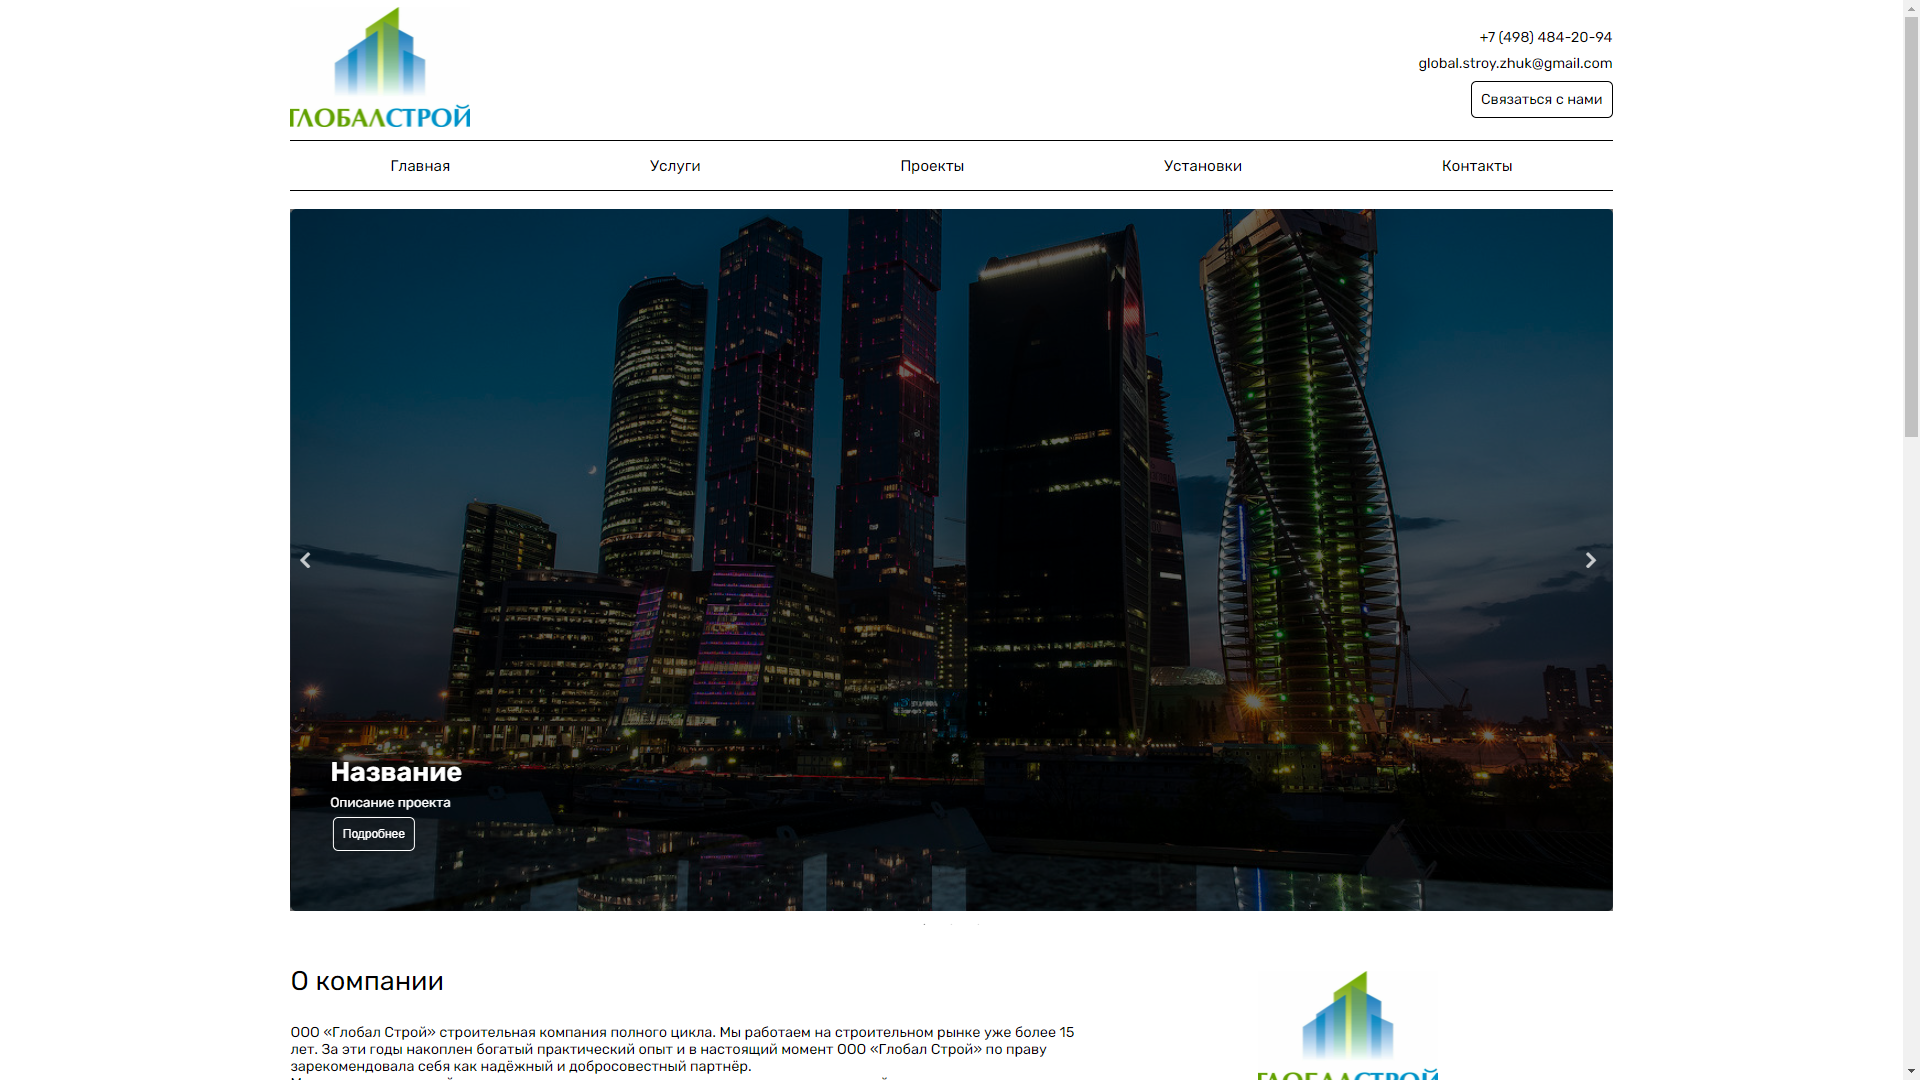 ГЛОБАЛСТРОЙ
+7 (498) 484-20-94
global.stroy.zhuk@gmail.com
Связаться с нами
Главная
Услуги
Проекты
Установки
Контакты
Название
Описание проекта
Подробнее
О компании
ООО «Глобал Строй» строительная компания полного цикла. Мы работаем на строительном рынке уже более 15
лет. За эти годы накоплен богатый практический опыт и в настоящий момент ООО «Глобал Строй» по праву
зарекомендовала себя как надёжный и добросовестный партнёр.
ГЛОБАЛСТРОЙ